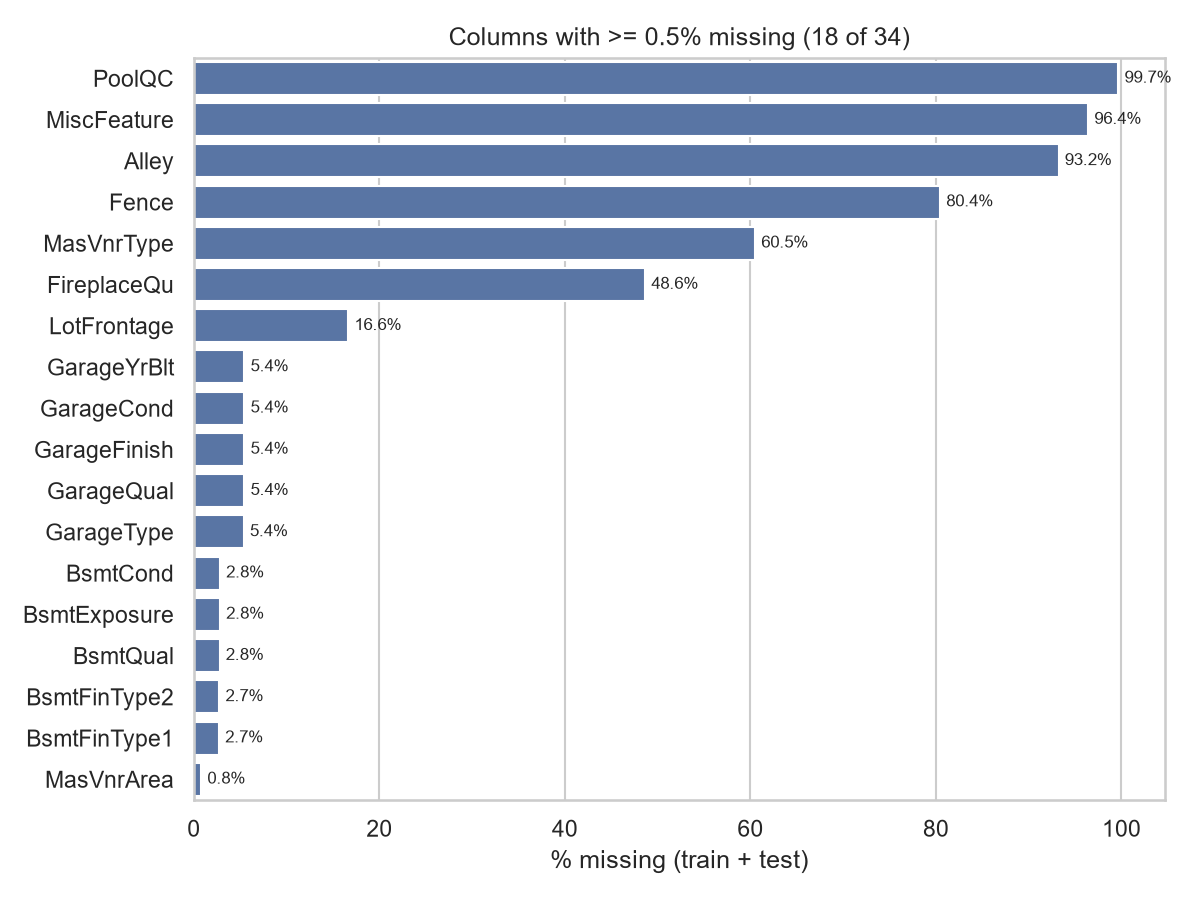 Columns with >= 0.5% missing (18 of 34)
PoolQC 99.7%
MiscFeature 96.4%
Alley 93.2%
Fence 80.4%
MasVnrType 60.5%
FireplaceQu 48.6%
LotFrontage 16.6%
GarageYrBlt 5.4%
GarageCond 5.4%
GarageFinish 5.4%
GarageQual 5.4%
GarageType 5.4%
BsmtCond 2.8%
BsmtExposure 2.8%
BsmtQual 2.8%
BsmtFinType2 2.7%
BsmtFinType1 2.7%
MasVnrArea 0.8%
0 20 40 60 80 100
% missing (train + test)